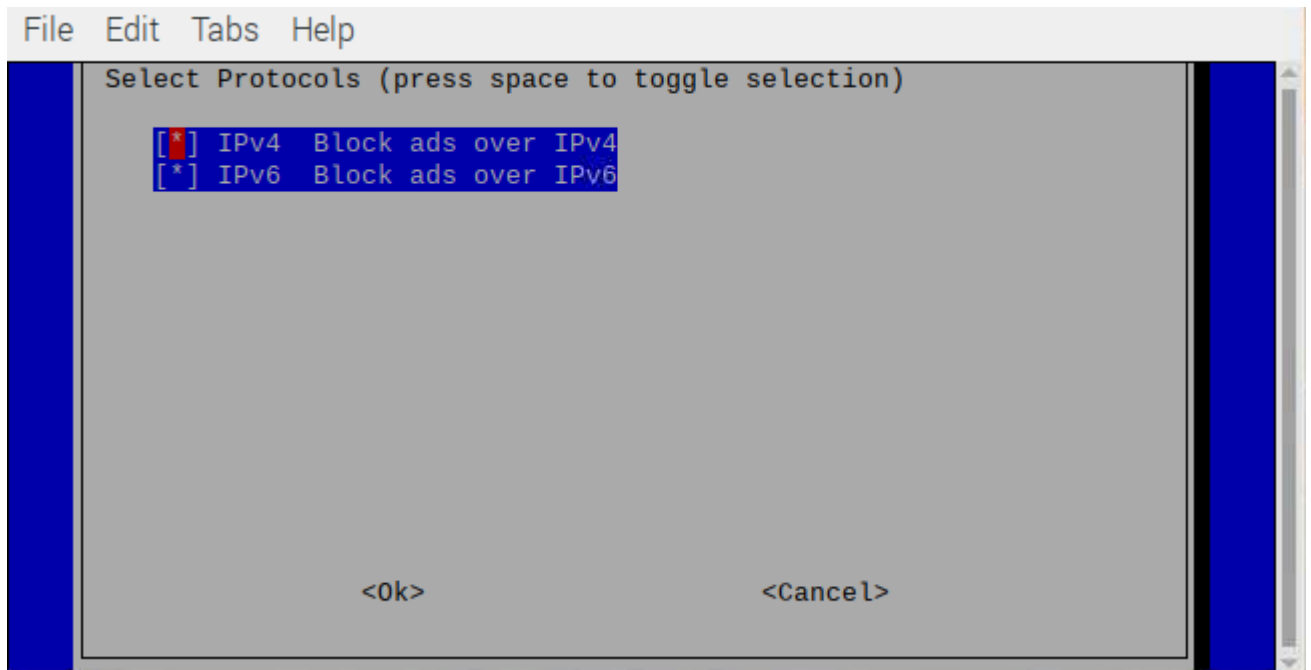 File Edit Tabs Help
Select Protocols (press space to toggle selection)
[*] IPv4  Block ads over IPv4
[*] IPv6  Block ads over IPv6
<Ok> <Cancel>